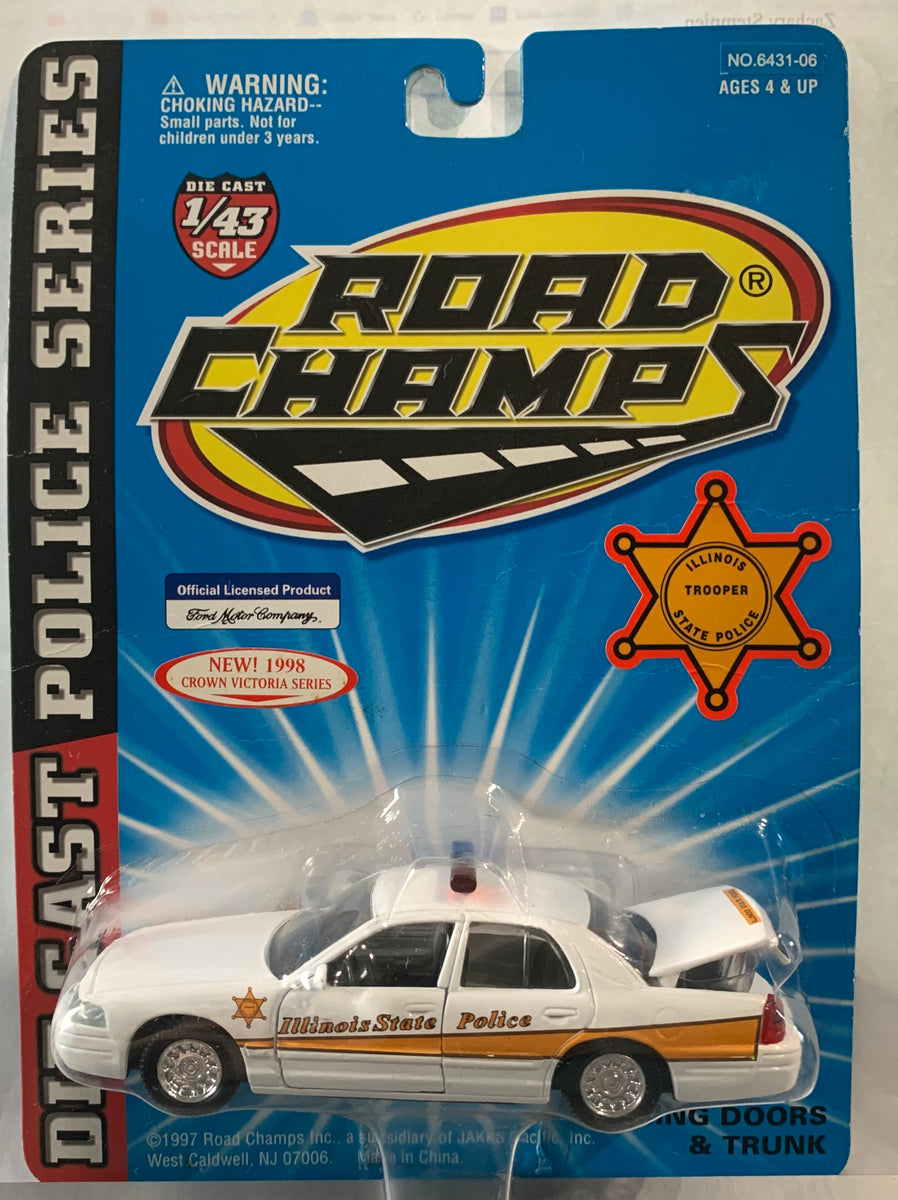 WARNING:
CHOKING HAZARD--
Small parts. Not for
children under 3 years.
NO.6431-06
AGES 4 & UP
DIE CAST
1/43
SCALE
ROAD
CHAMPS®
DIE CAST POLICE SERIES
Official Licensed Product
Ford Motor Company.
NEW! 1998
CROWN VICTORIA SERIES
ILLINOIS
TROOPER
STATE POLICE
Illinois State Police
ING DOORS
& TRUNK
©1997 Road Champs Inc., a subsidiary of JAKKS Pacific, Inc.
West Caldwell, NJ 07006. Made in China.